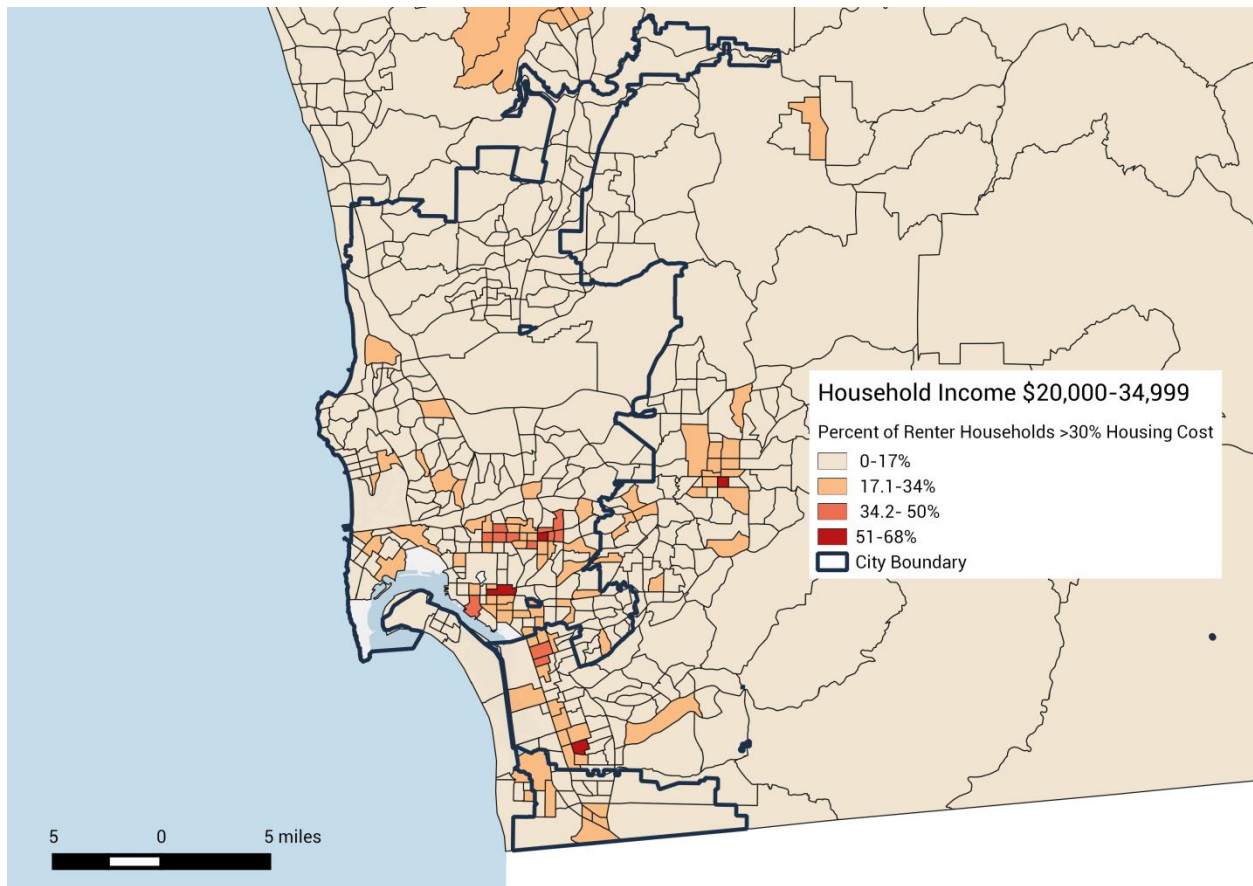 Household Income $20,000-34,999
Percent of Renter Households >30% Housing Cost
0-17%
17.1-34%
34.2- 50%
51-68%
City Boundary
5 0 5 miles